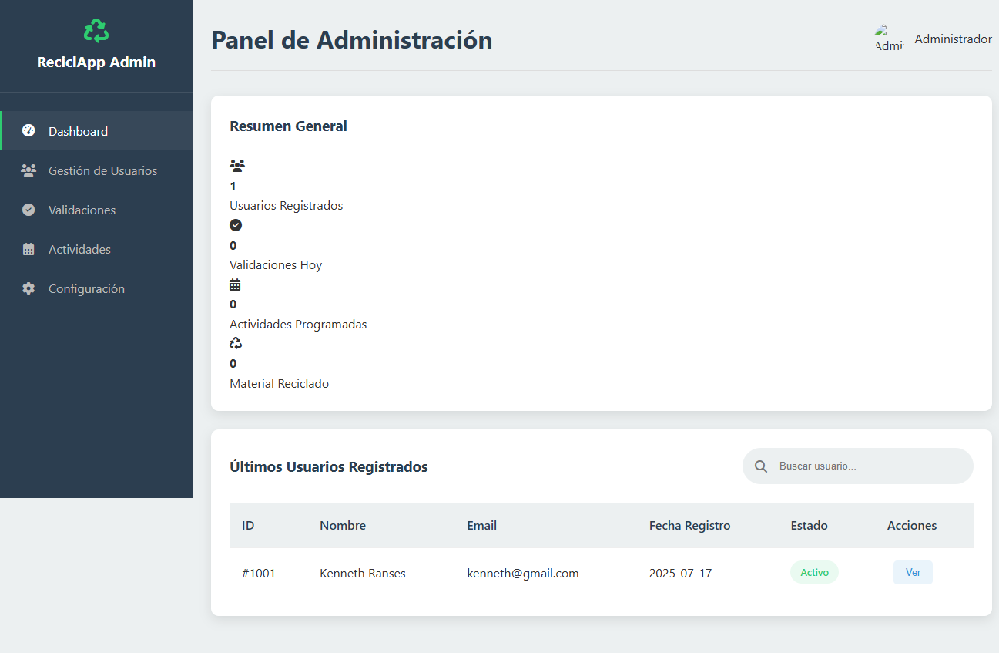 ReciclApp Admin
Dashboard
Gestión de Usuarios
Validaciones
Actividades
Configuración
Panel de Administración
Admi
Administrador
Resumen General
1
Usuarios Registrados
0
Validaciones Hoy
0
Actividades Programadas
0
Material Reciclado
Últimos Usuarios Registrados
Buscar usuario...
ID Nombre Email Fecha Registro Estado Acciones
#1001 Kenneth Ranses kenneth@gmail.com 2025-07-17 Activo Ver